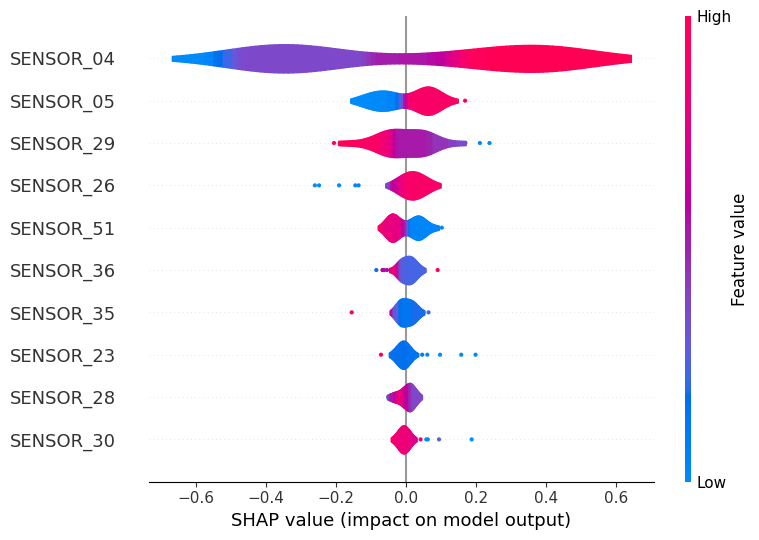 High
SENSOR_04
SENSOR_05
SENSOR_29
SENSOR_26
SENSOR_51
SENSOR_36
SENSOR_35
SENSOR_23
SENSOR_28
SENSOR_30
Feature value
Low
−0.6 −0.4 −0.2 0.0 0.2 0.4 0.6
SHAP value (impact on model output)